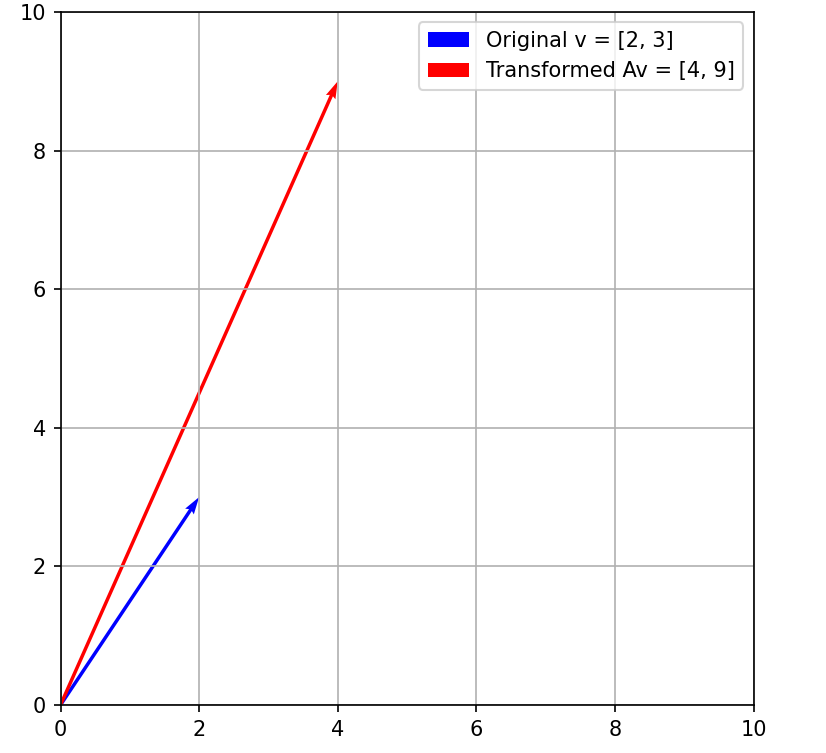 10
8
6
4
2
0
0 2 4 6 8 10
Original v = [2, 3]
Transformed Av = [4, 9]